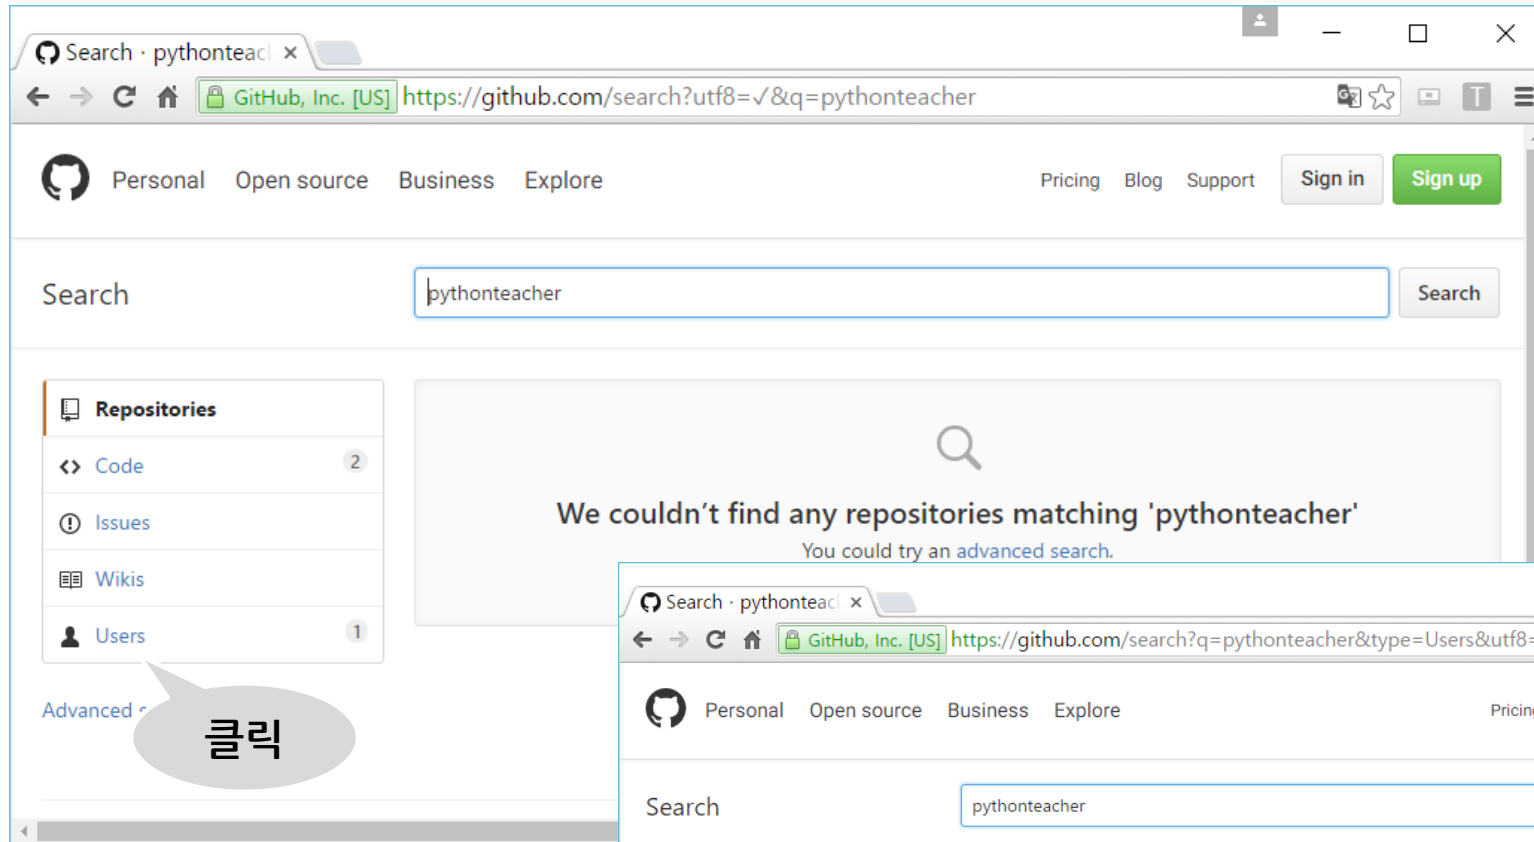 Search · pythonteac
GitHub, Inc. [US] https://github.com/search?utf8=✓&q=pythonteacher
Personal Open source Business Explore Pricing Blog Support Sign in Sign up
Search pythonteacher Search
Repositories
Code 2
Issues
Wikis
Users 1
We couldn't find any repositories matching 'pythonteacher'
You could try an advanced search.
Advanced s
클릭
Search · pythonteac
GitHub, Inc. [US] https://github.com/search?q=pythonteacher&type=Users&utf8=
Personal Open source Business Explore Pricing
Search pythonteacher